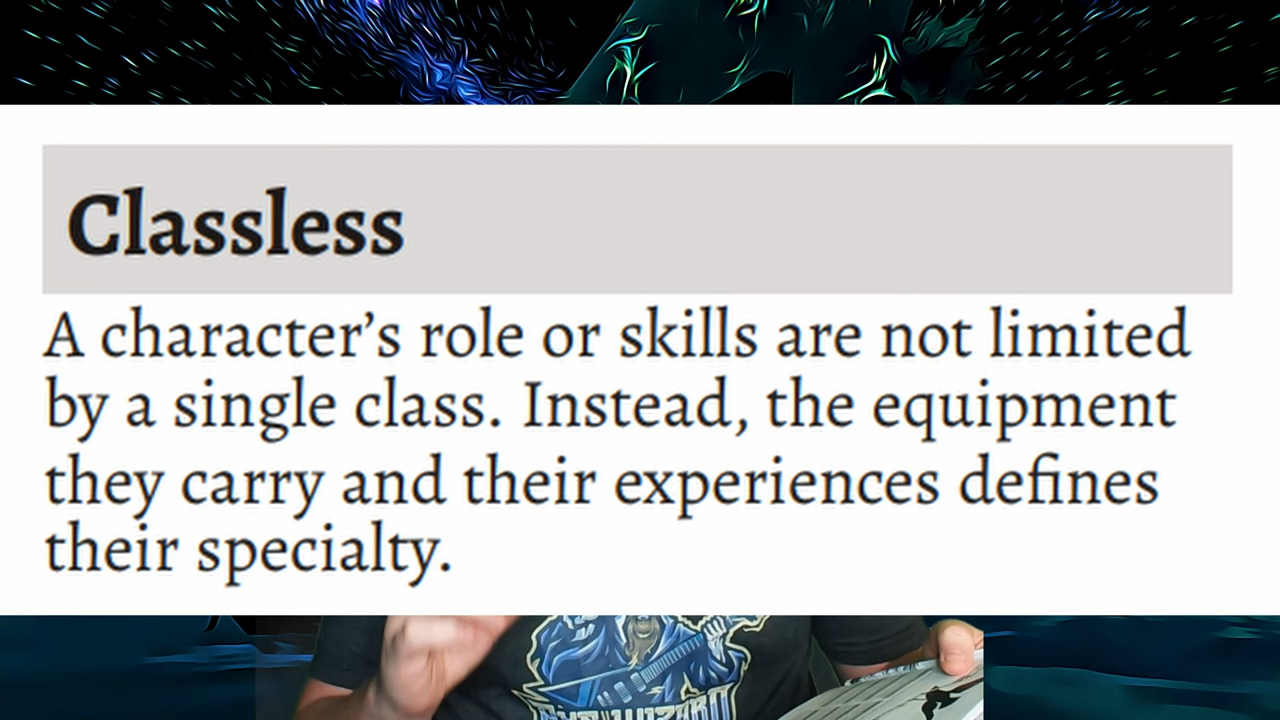 Classless
A character’s role or skills are not limited
by a single class. Instead, the equipment
they carry and their experiences defines
their specialty.